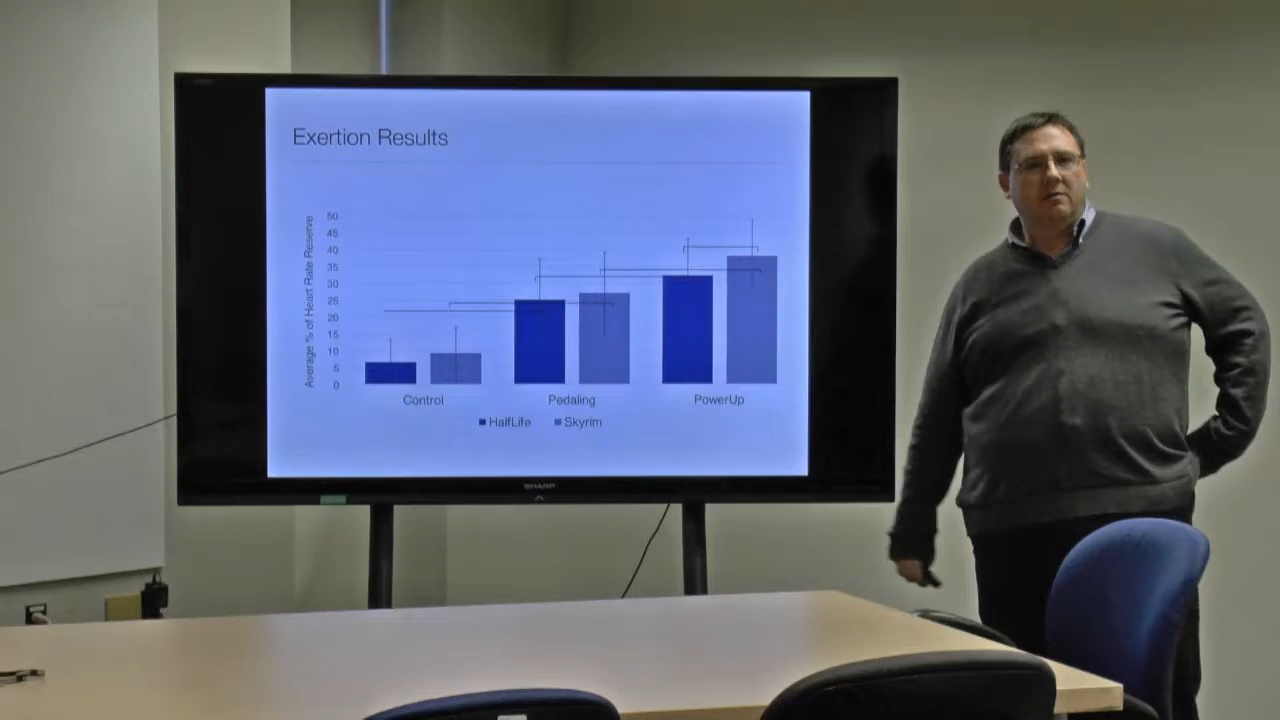 Exertion Results
Average % of Heart Rate Reserve
50
45
40
35
30
25
20
15
10
5
0
Control
Pedaling
PowerUp
HalfLife
Skyrim
SHARP